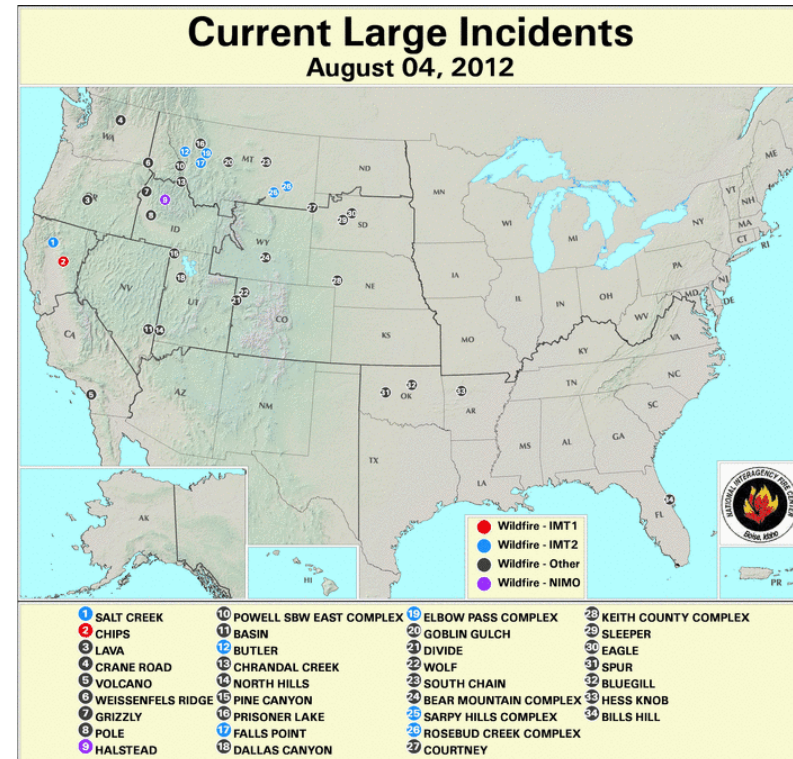 Current Large Incidents
August 04, 2012
WA
MT
ND
MN
ME
VT
NH
MA
CT
RI
NY
WI
MI
SD
ID
WY
IA
PA
NJ
DE
MD
NE
IL
IN
OH
WV
VA
NV
UT
CO
KS
MO
KY
CA
AZ
NM
OK
AR
TN
NC
SC
TX
LA
MS
AL
GA
FL
AK
HI
PR
NATIONAL INTERAGENCY FIRE CENTER
Boise, Idaho
Wildfire - IMT1
Wildfire - IMT2
Wildfire - Other
Wildfire - NIMO
1 SALT CREEK
2 CHIPS
3 LAVA
4 CRANE ROAD
5 VOLCANO
6 WEISSENFELS RIDGE
7 GRIZZLY
8 POLE
9 HALSTEAD
10 POWELL SBW EAST COMPLEX
11 BASIN
12 BUTLER
13 CHRANDAL CREEK
14 NORTH HILLS
15 PINE CANYON
16 PRISONER LAKE
17 FALLS POINT
18 DALLAS CANYON
19 ELBOW PASS COMPLEX
20 GOBLIN GULCH
21 DIVIDE
22 WOLF
23 SOUTH CHAIN
24 BEAR MOUNTAIN COMPLEX
25 SARPY HILLS COMPLEX
26 ROSEBUD CREEK COMPLEX
27 COURTNEY
28 KEITH COUNTY COMPLEX
29 SLEEPER
30 EAGLE
31 SPUR
32 BLUEGILL
33 HESS KNOB
34 BILLS HILL